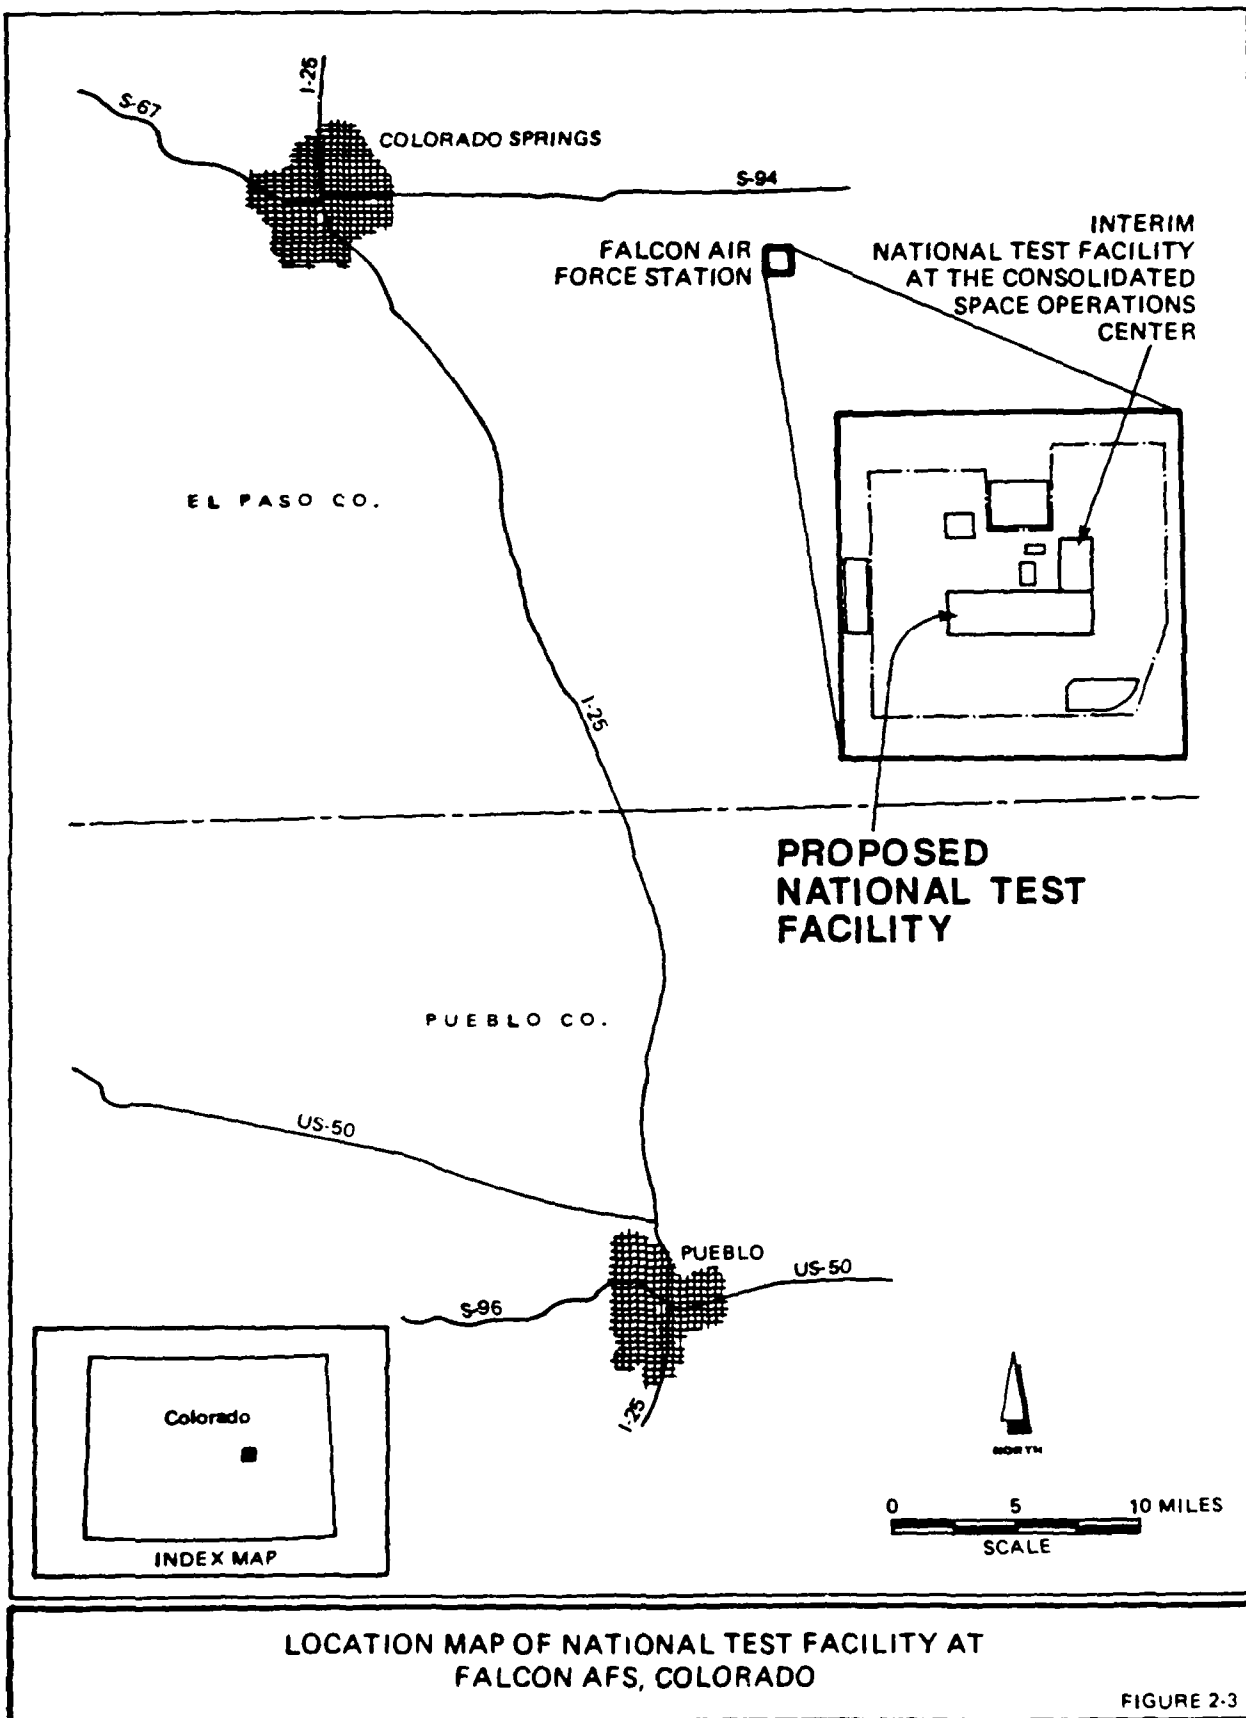 I-25
S-67
COLORADO SPRINGS
S-94
INTERIM
NATIONAL TEST FACILITY
AT THE CONSOLIDATED
SPACE OPERATIONS
CENTER
FALCON AIR
FORCE STATION
EL PASO CO.
I-25
PROPOSED
NATIONAL TEST
FACILITY
PUEBLO CO.
US-50
PUEBLO
US-50
S-96
I-25
Colorado
INDEX MAP
NORTH
0 5 10 MILES
SCALE
LOCATION MAP OF NATIONAL TEST FACILITY AT
FALCON AFS, COLORADO
FIGURE 2-3